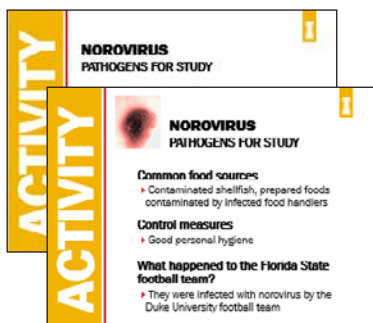 ACTIVITY
I
NOROVIRUS
PATHOGENS FOR STUDY
ACTIVITY
I
NOROVIRUS
PATHOGENS FOR STUDY
Common food sources
Contaminated shellfish, prepared foods
contaminated by infected food handlers
Control measures
Good personal hygiene
What happened to the Florida State
football team?
They were infected with norovirus by the
Duke University football team